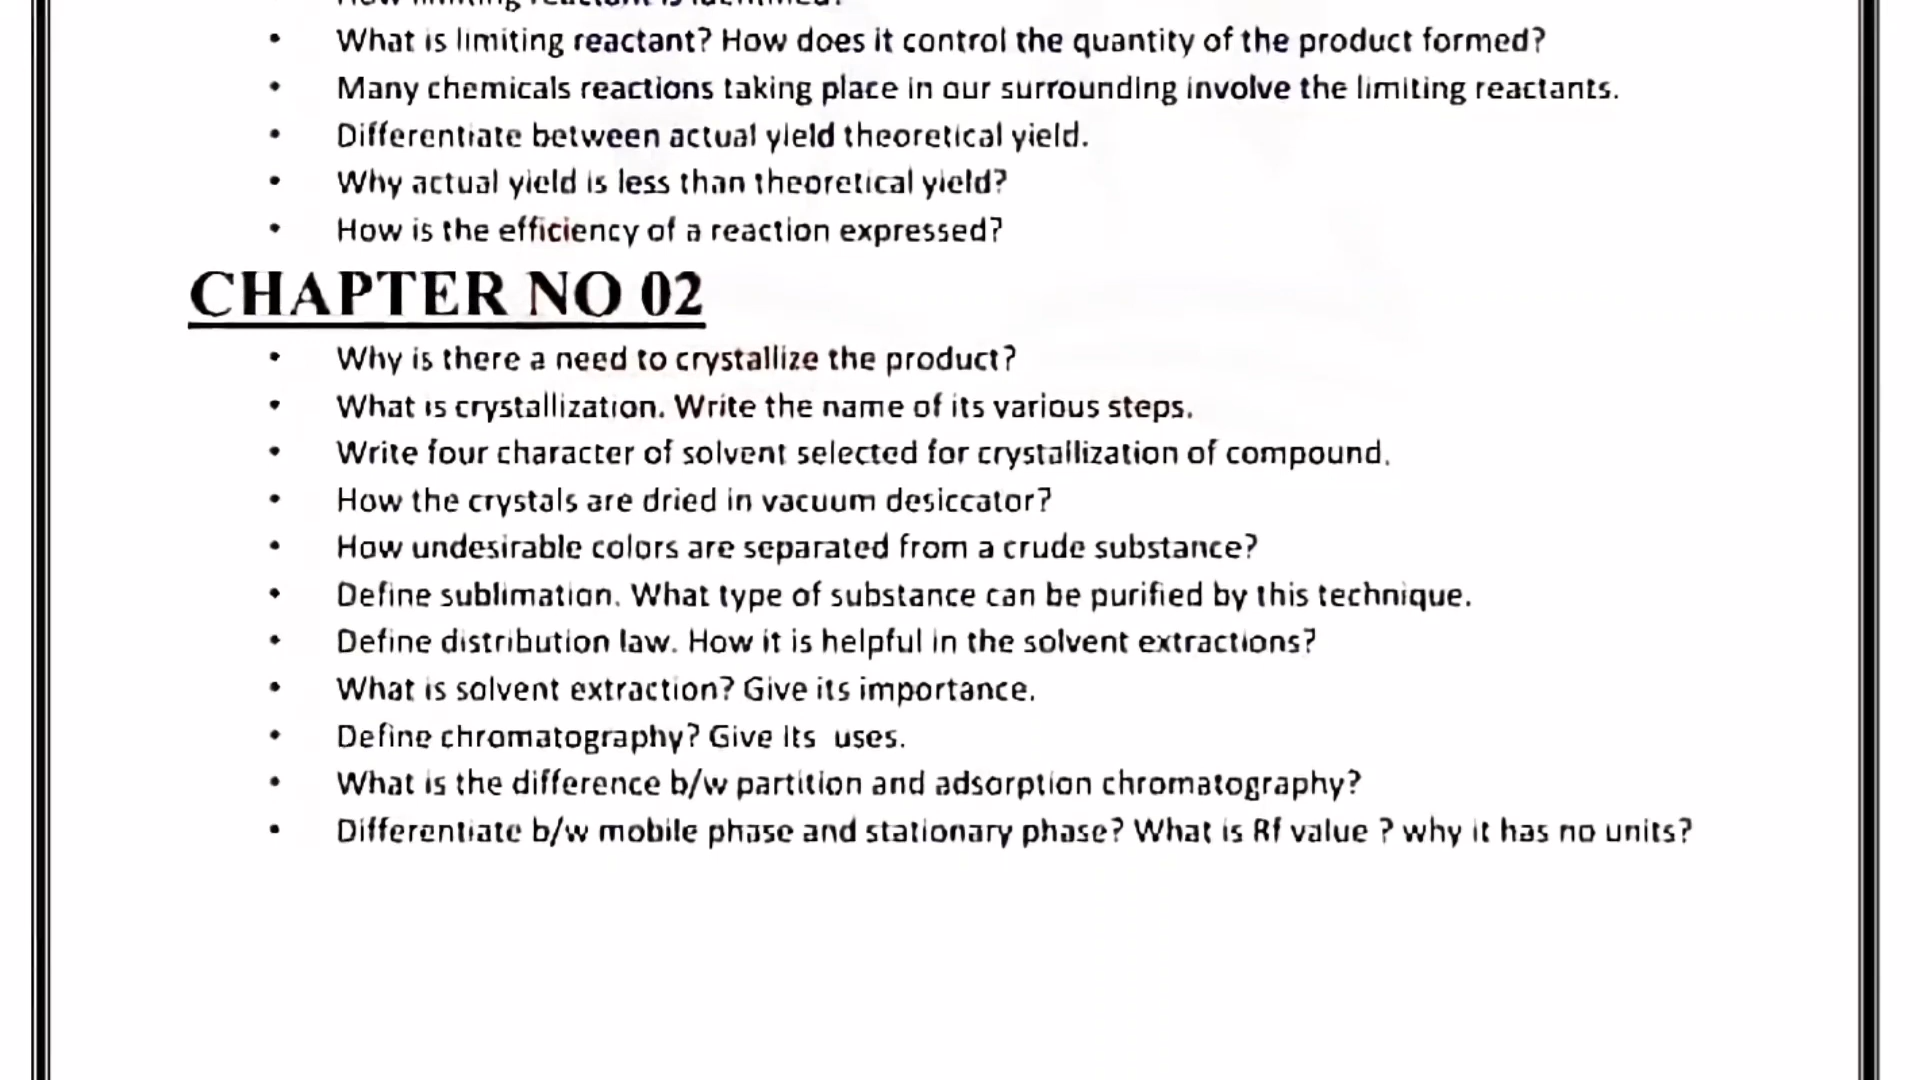 How limiting reactant is identified?
• What is limiting reactant? How does it control the quantity of the product formed?
• Many chemicals reactions taking place in our surrounding involve the limiting reactants.
• Differentiate between actual yield theoretical yield.
• Why actual yield is less than theoretical yield?
• How is the efficiency of a reaction expressed?
CHAPTER NO 02
• Why is there a need to crystallize the product?
• What is crystallization. Write the name of its various steps.
• Write four character of solvent selected for crystallization of compound.
• How the crystals are dried in vacuum desiccator?
• How undesirable colors are separated from a crude substance?
• Define sublimation. What type of substance can be purified by this technique.
• Define distribution law. How it is helpful in the solvent extractions?
• What is solvent extraction? Give its importance.
• Define chromatography? Give its uses.
• What is the difference b/w partition and adsorption chromatography?
• Differentiate b/w mobile phase and stationary phase? What is Rf value ? why it has no units?